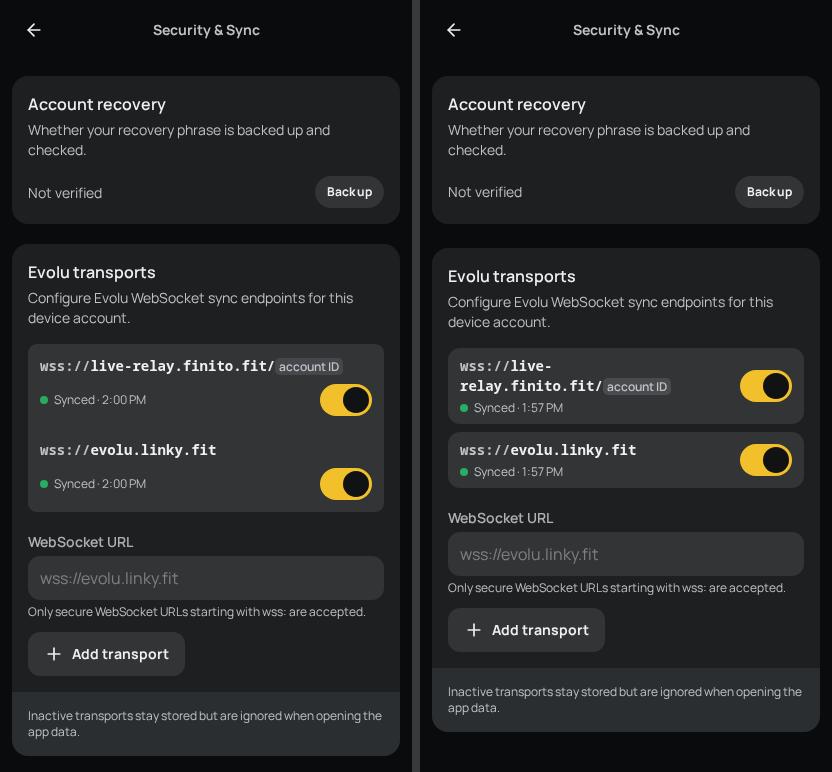 Security & Sync
Account recovery
Whether your recovery phrase is backed up and
checked.
Not verified
Backup
Evolu transports
Configure Evolu WebSocket sync endpoints for this
device account.
wss://live-relay.finito.fit/account ID
Synced · 2:00 PM
wss://evolu.linky.fit
Synced · 2:00 PM
WebSocket URL
wss://evolu.linky.fit
Only secure WebSocket URLs starting with wss: are accepted.
+ Add transport
Inactive transports stay stored but are ignored when opening the
app data.
Security & Sync
Account recovery
Whether your recovery phrase is backed up and
checked.
Not verified
Backup
Evolu transports
Configure Evolu WebSocket sync endpoints for this
device account.
wss://live-
relay.finito.fit/account ID
Synced · 1:57 PM
wss://evolu.linky.fit
Synced · 1:57 PM
WebSocket URL
wss://evolu.linky.fit
Only secure WebSocket URLs starting with wss: are accepted.
+ Add transport
Inactive transports stay stored but are ignored when opening the
app data.